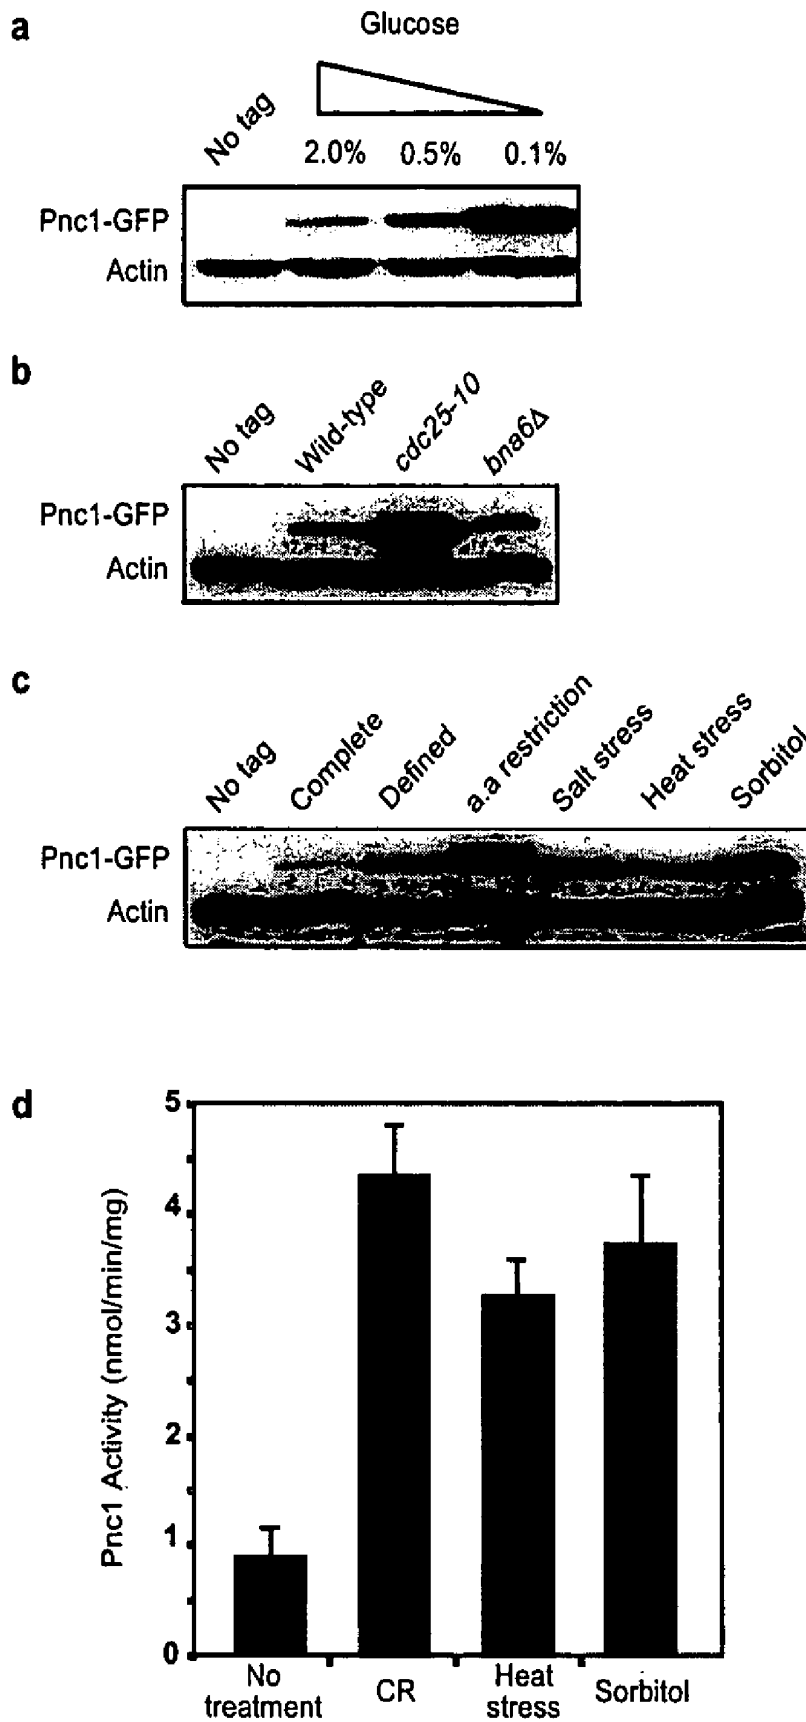 a
Glucose
No tag
2.0% 0.5% 0.1%
Pnc1-GFP
Actin
b
No tag Wild-type cdc25-10 bna6Δ
Pnc1-GFP
Actin
c
No tag Complete Defined a.a restriction Salt stress Heat stress Sorbitol
Pnc1-GFP
Actin
d
Pnc1 Activity (nmol/min/mg)
5
4
3
2
1
0
No treatment
CR
Heat stress
Sorbitol